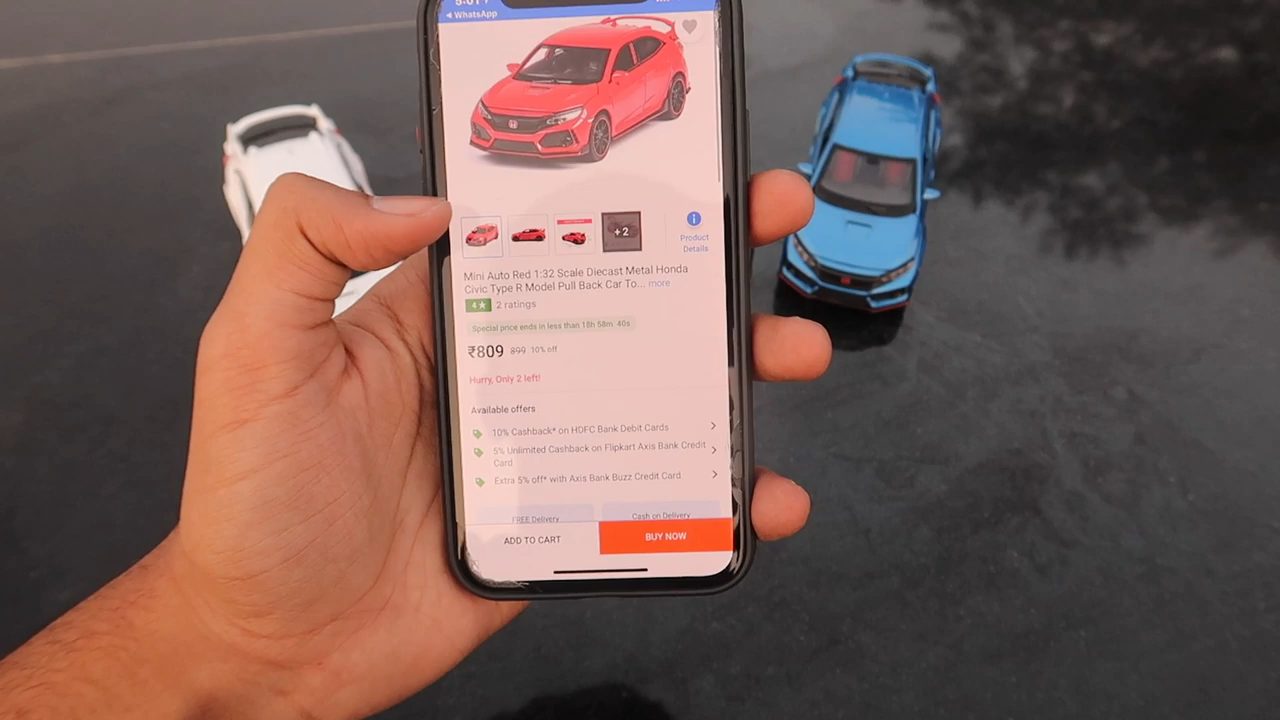 5:01
◀ WhatsApp
+ 2
Product
Details
Mini Auto Red 1:32 Scale Diecast Metal Honda
Civic Type R Model Pull Back Car To... more
4★ 2 ratings
Special price ends in less than 18h 58m 40s
₹809 899 10% off
Hurry, Only 2 left!
Available offers
10% Cashback* on HDFC Bank Debit Cards
5% Unlimited Cashback on Flipkart Axis Bank Credit
Card
Extra 5% off* with Axis Bank Buzz Credit Card
FREE Delivery
Cash on Delivery
ADD TO CART
BUY NOW